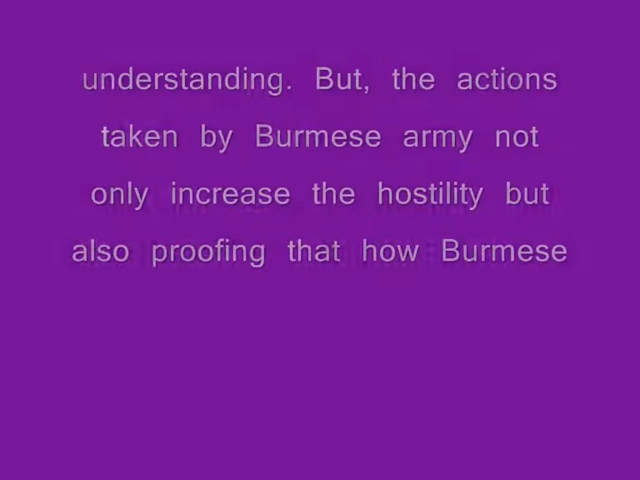 understanding. But, the actions
taken by Burmese army not
only increase the hostility but
also proofing that how Burmese